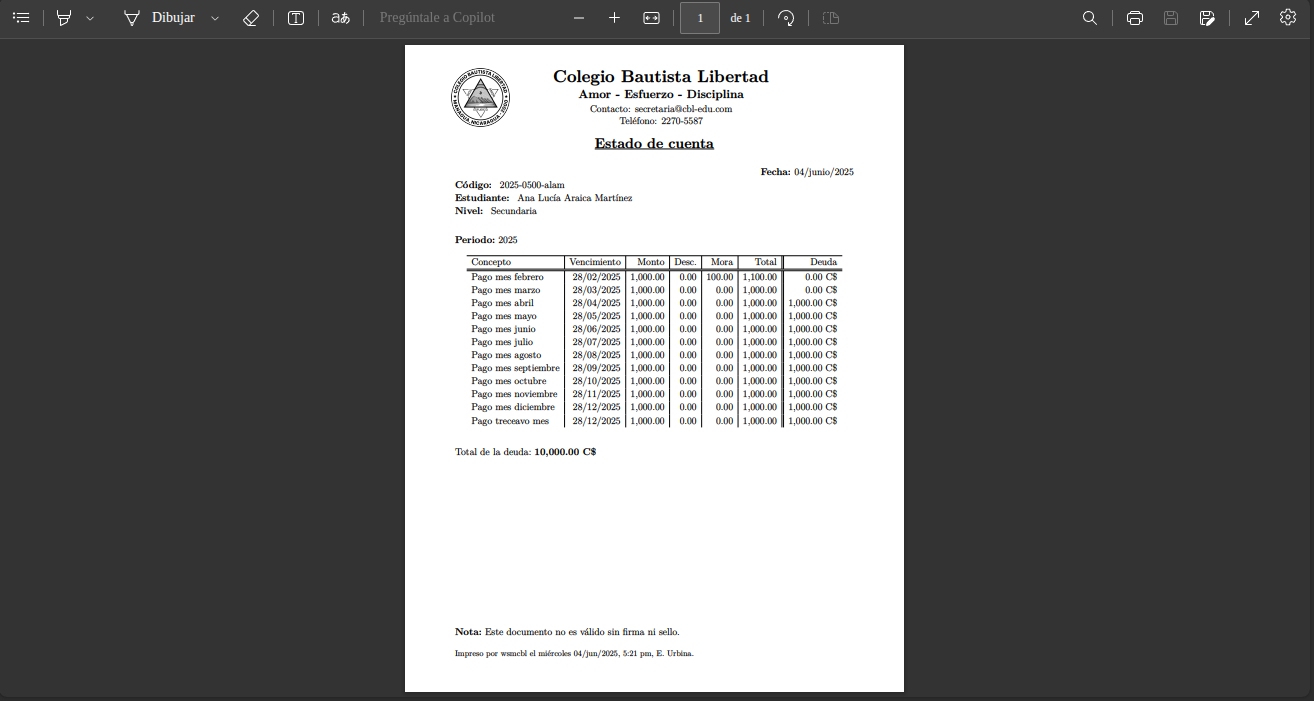 Dibujar
aあ
Pregúntale a Copilot
1 de 1
COLEGIO BAUTISTA LIBERTAD
MANAGUA, NICARAGUA
Colegio Bautista Libertad
Amor - Esfuerzo - Disciplina
Contacto: secretaria@cbl-edu.com
Teléfono: 2270-5587
Estado de cuenta
Fecha: 04/junio/2025
Código: 2025-0500-alam
Estudiante: Ana Lucía Araica Martínez
Nivel: Secundaria
Periodo: 2025
Concepto Vencimiento Monto Desc. Mora Total Deuda
Pago mes febrero 28/02/2025 1,000.00 0.00 100.00 1,100.00 0.00 C$
Pago mes marzo 28/03/2025 1,000.00 0.00 0.00 1,000.00 0.00 C$
Pago mes abril 28/04/2025 1,000.00 0.00 0.00 1,000.00 1,000.00 C$
Pago mes mayo 28/05/2025 1,000.00 0.00 0.00 1,000.00 1,000.00 C$
Pago mes junio 28/06/2025 1,000.00 0.00 0.00 1,000.00 1,000.00 C$
Pago mes julio 28/07/2025 1,000.00 0.00 0.00 1,000.00 1,000.00 C$
Pago mes agosto 28/08/2025 1,000.00 0.00 0.00 1,000.00 1,000.00 C$
Pago mes septiembre 28/09/2025 1,000.00 0.00 0.00 1,000.00 1,000.00 C$
Pago mes octubre 28/10/2025 1,000.00 0.00 0.00 1,000.00 1,000.00 C$
Pago mes noviembre 28/11/2025 1,000.00 0.00 0.00 1,000.00 1,000.00 C$
Pago mes diciembre 28/12/2025 1,000.00 0.00 0.00 1,000.00 1,000.00 C$
Pago treceavo mes 28/12/2025 1,000.00 0.00 0.00 1,000.00 1,000.00 C$
Total de la deuda: 10,000.00 C$
Nota: Este documento no es válido sin firma ni sello.
Impreso por wsmcbl el miércoles 04/jun/2025, 5:21 pm, E. Urbina.